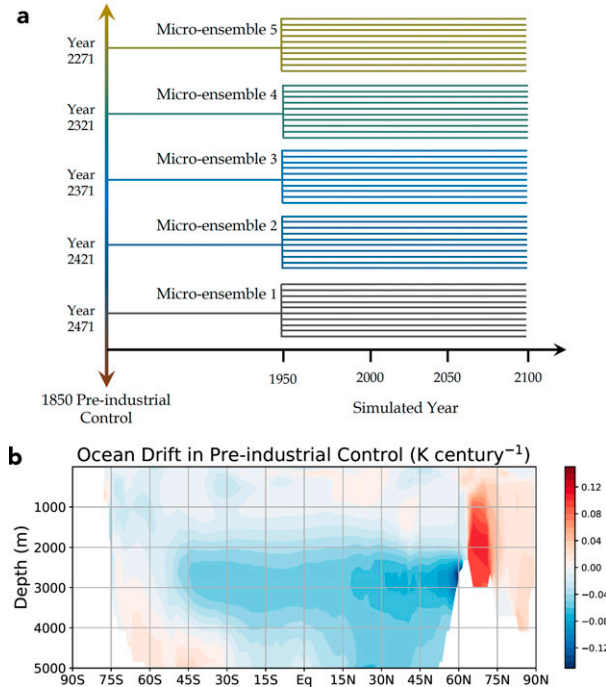 a
Micro-ensemble 5
Year
2271
Micro-ensemble 4
Year
2321
Micro-ensemble 3
Year
2371
Micro-ensemble 2
Year
2421
Micro-ensemble 1
Year
2471
1950
2000
2050
2100
1850 Pre-industrial
Control
Simulated Year
b
Ocean Drift in Pre-industrial Control (K century⁻¹)
Depth (m)
1000
2000
3000
4000
5000
90S
75S
60S
45S
30S
15S
Eq
15N
30N
45N
60N
75N
90N
0.12
0.08
0.04
0.00
−0.04
−0.08
−0.12